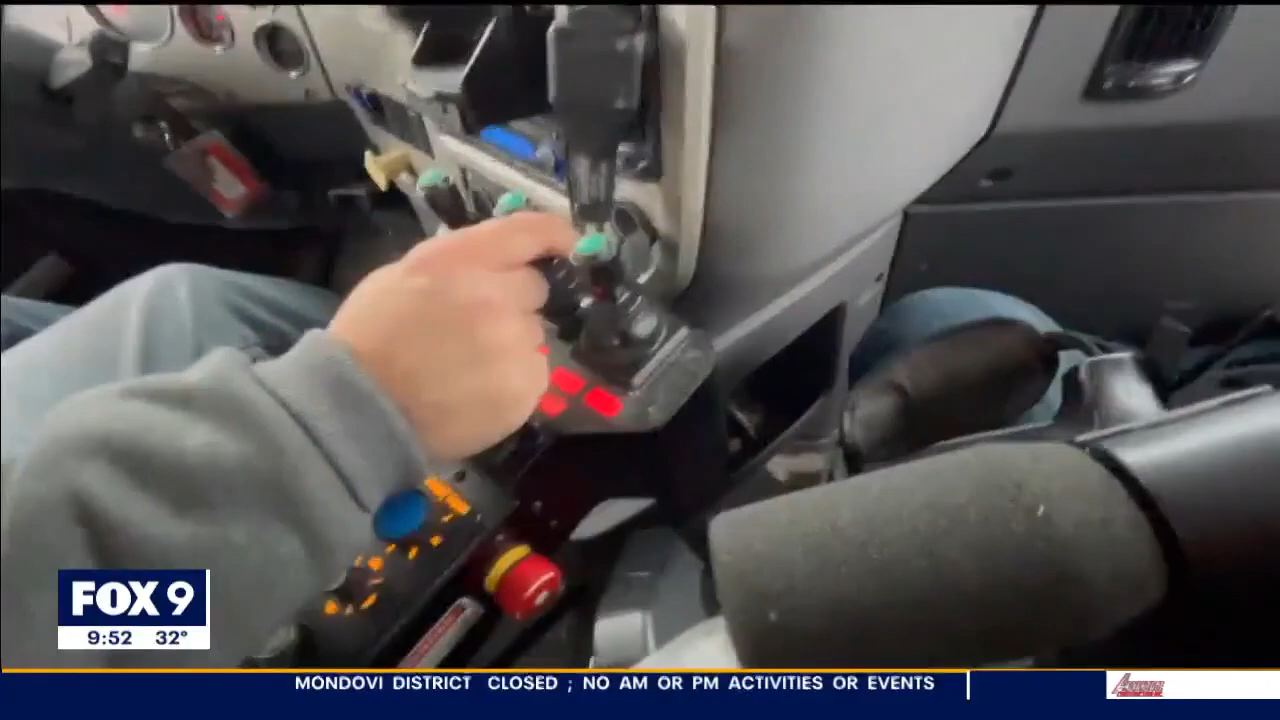 FOX 9
9:52 32°
MONDOVI DISTRICT CLOSED ; NO AM OR PM ACTIVITIES OR EVENTS